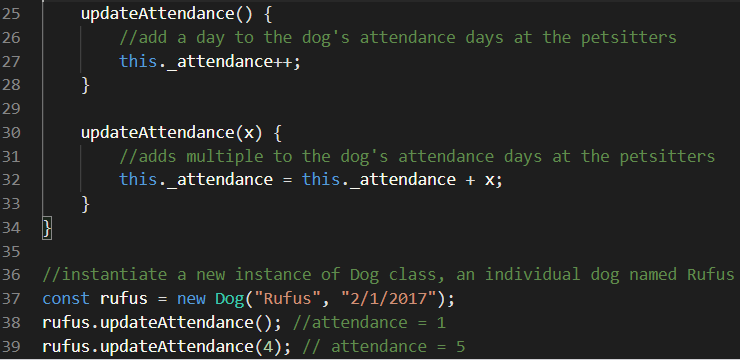 25 updateAttendance() {
26 //add a day to the dog's attendance days at the petsitters
27 this._attendance++;
28 }
29
30 updateAttendance(x) {
31 //adds multiple to the dog's attendance days at the petsitters
32 this._attendance = this._attendance + x;
33 }
34 }
35
36 //instantiate a new instance of Dog class, an individual dog named Rufus
37 const rufus = new Dog("Rufus", "2/1/2017");
38 rufus.updateAttendance(); //attendance = 1
39 rufus.updateAttendance(4); // attendance = 5